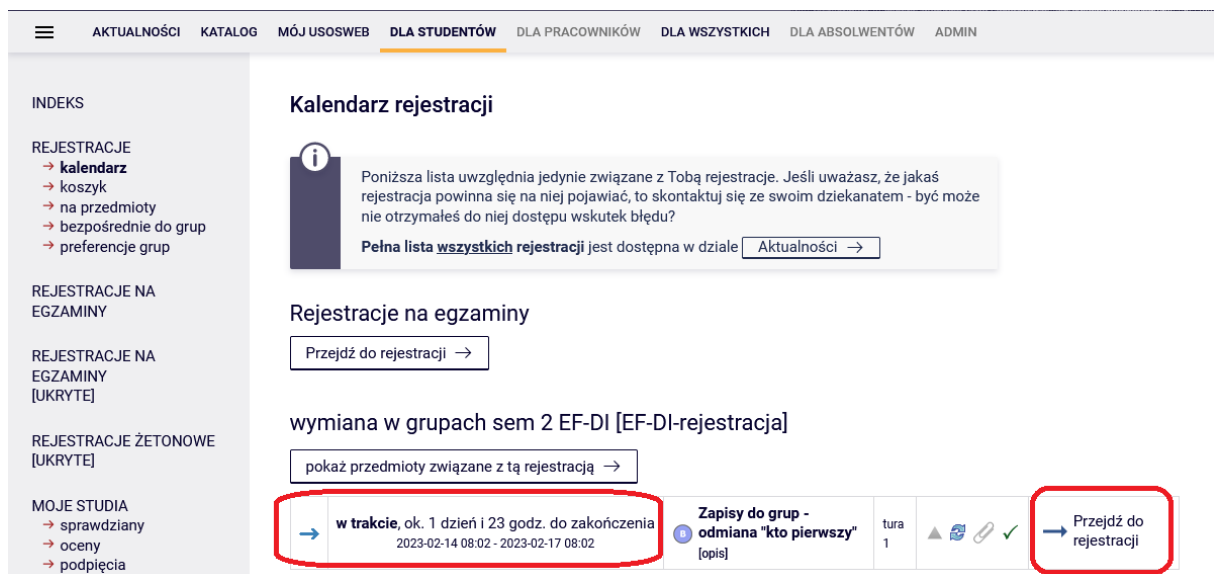 AKTUALNOŚCI KATALOG MÓJ USOSWEB DLA STUDENTÓW DLA PRACOWNIKÓW DLA WSZYSTKICH DLA ABSOLWENTÓW ADMIN
INDEKS
REJESTRACJE
→ kalendarz
→ koszyk
→ na przedmioty
→ bezpośrednie do grup
→ preferencje grup
REJESTRACJE NA
EGZAMINY
REJESTRACJE NA
EGZAMINY
[UKRYTE]
REJESTRACJE ŻETONOWE
[UKRYTE]
MOJE STUDIA
→ sprawdziany
→ oceny
→ podpięcia
Kalendarz rejestracji
Poniższa lista uwzględnia jedynie związane z Tobą rejestracje. Jeśli uważasz, że jakaś
rejestracja powinna się na niej pojawiać, to skontaktuj się ze swoim dziekanatem - być może
nie otrzymałeś do niej dostępu wskutek błędu?
Pełna lista wszystkich rejestracji jest dostępna w dziale Aktualności →
Rejestracje na egzaminy
Przejdź do rejestracji →
wymiana w grupach sem 2 EF-DI [EF-DI-rejestracja]
pokaż przedmioty związane z tą rejestracją →
→ w trakcie, ok. 1 dzień i 23 godz. do zakończenia
2023-02-14 08:02 - 2023-02-17 08:02
B Zapisy do grup -
odmiana "kto pierwszy"
[opis]
tura
1
→ Przejdź do
rejestracji